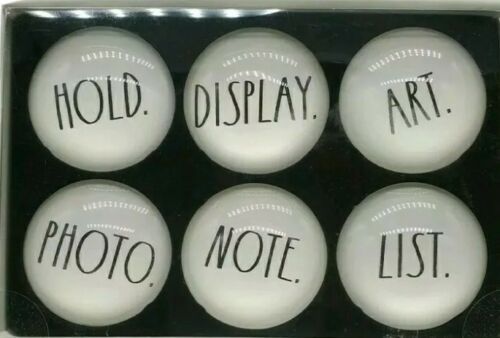 HOLD.
DISPLAY.
ART.
PHOTO.
NOTE.
LIST.